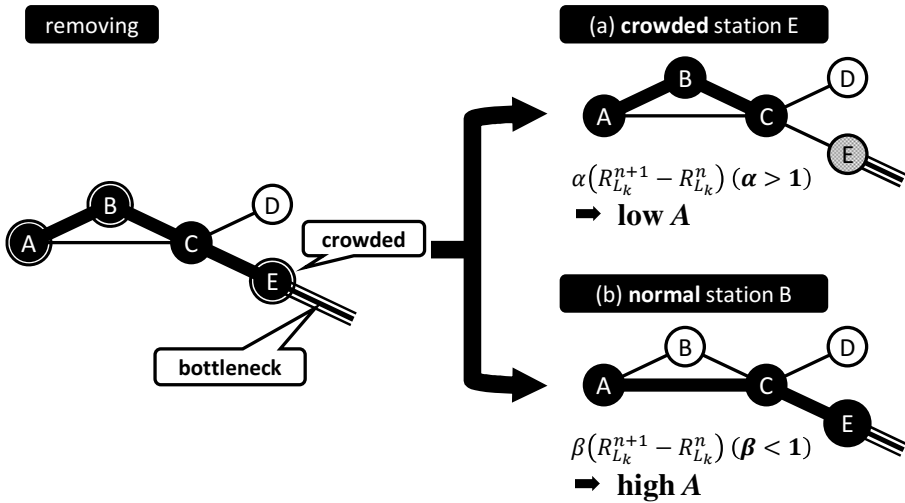 removing
A
B
C
D
E
crowded
bottleneck
(a) crowded station E
A
B
C
D
E
α(R_{L_k}^{n+1} − R_{L_k}^{n}) (α > 1)
➡ low A
(b) normal station B
A
B
C
D
E
β(R_{L_k}^{n+1} − R_{L_k}^{n}) (β < 1)
➡ high A